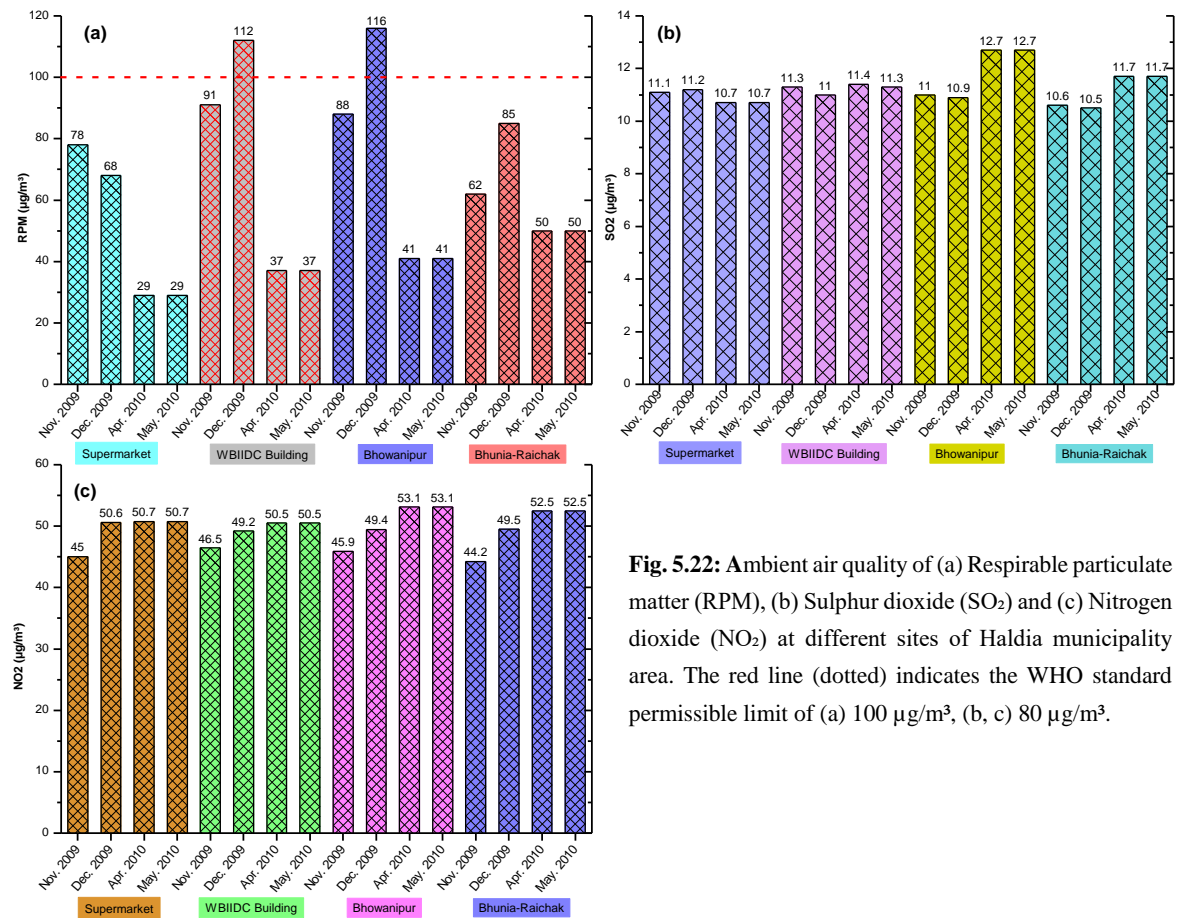 (a)
RPM (µg/m³)
120
100
80
60
40
20
0
78
68
29
29
91
112
37
37
88
116
41
41
62
85
50
50
Nov. 2009
Dec. 2009
Apr. 2010
May. 2010
Nov. 2009
Dec. 2009
Apr. 2010
May. 2010
Nov. 2009
Dec. 2009
Apr. 2010
May. 2010
Nov. 2009
Dec. 2009
Apr. 2010
May. 2010
Supermarket
WBIIDC Building
Bhowanipur
Bhunia-Raichak
(b)
SO2 (µg/m³)
14
12
10
8
6
4
2
0
11.1
11.2
10.7
10.7
11.3
11
11.4
11.3
11
10.9
12.7
12.7
10.6
10.5
11.7
11.7
Nov. 2009
Dec. 2009
Apr. 2010
May. 2010
Nov. 2009
Dec. 2009
Apr. 2010
May. 2010
Nov. 2009
Dec. 2009
Apr. 2010
May. 2010
Nov. 2009
Dec. 2009
Apr. 2010
May. 2010
Supermarket
WBIIDC Building
Bhowanipur
Bhunia-Raichak
(c)
NO2 (µg/m³)
60
50
40
30
20
10
0
45
50.6
50.7
50.7
46.5
49.2
50.5
50.5
45.9
49.4
53.1
53.1
44.2
49.5
52.5
52.5
Nov. 2009
Dec. 2009
Apr. 2010
May. 2010
Nov. 2009
Dec. 2009
Apr. 2010
May. 2010
Nov. 2009
Dec. 2009
Apr. 2010
May. 2010
Nov. 2009
Dec. 2009
Apr. 2010
May. 2010
Supermarket
WBIIDC Building
Bhowanipur
Bhunia-Raichak
Fig. 5.22: Ambient air quality of (a) Respirable particulate
matter (RPM), (b) Sulphur dioxide (SO₂) and (c) Nitrogen
dioxide (NO₂) at different sites of Haldia municipality
area. The red line (dotted) indicates the WHO standard
permissible limit of (a) 100 µg/m³, (b, c) 80 µg/m³.